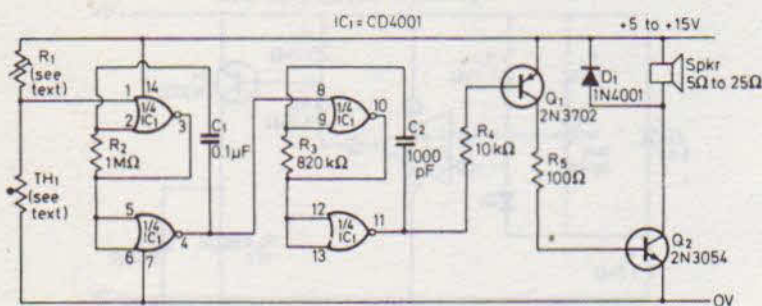 IC1 = CD4001
+5 to +15V
R1
(see
text)
14
1
2
1/4
IC1
3
C1
0.1µF
R2
1MΩ
TH1
(see
text)
5
6
1/4
IC1
7
4
8
9
1/4
IC1
10
C2
1000
pF
R3
820kΩ
12
13
1/4
IC1
11
R4
10kΩ
Q1
2N3702
R5
100Ω
D1
1N4001
Spkr
5Ω to 25Ω
Q2
2N3054
0V